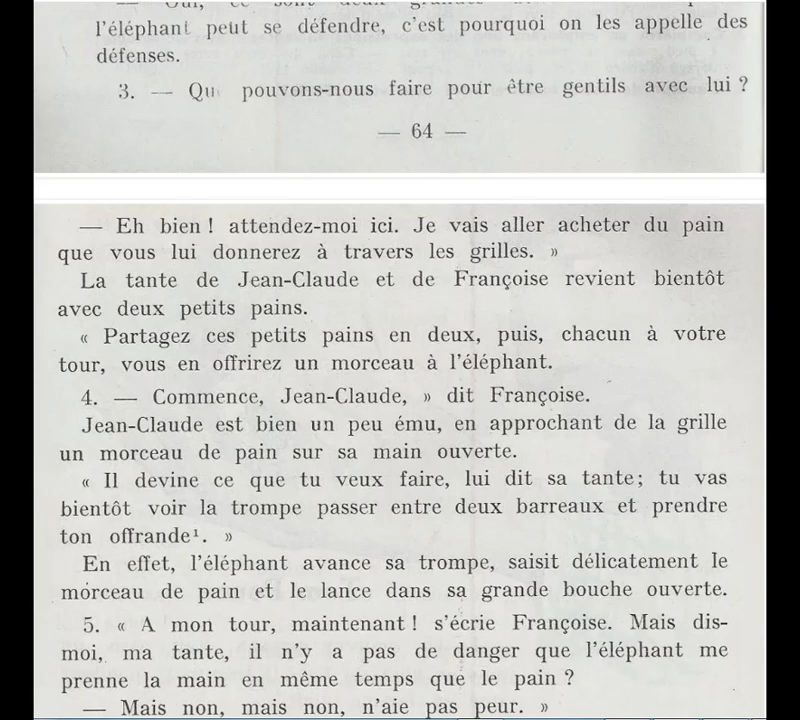 — Oui, ce sont deux grandes
l'éléphant peut se défendre, c'est pourquoi on les appelle des
défenses.
3. — Qu pouvons-nous faire pour être gentils avec lui ?
— 64 —
— Eh bien ! attendez-moi ici. Je vais aller acheter du pain
que vous lui donnerez à travers les grilles. »
La tante de Jean-Claude et de Françoise revient bientôt
avec deux petits pains.
« Partagez ces petits pains en deux, puis, chacun à votre
tour, vous en offrirez un morceau à l'éléphant.
4. — Commence, Jean-Claude, » dit Françoise.
Jean-Claude est bien un peu ému, en approchant de la grille
un morceau de pain sur sa main ouverte.
« Il devine ce que tu veux faire, lui dit sa tante; tu vas
bientôt voir la trompe passer entre deux barreaux et prendre
ton offrande¹. »
En effet, l'éléphant avance sa trompe, saisit délicatement le
morceau de pain et le lance dans sa grande bouche ouverte.
5. « A mon tour, maintenant ! s'écrie Françoise. Mais dis-
moi, ma tante, il n'y a pas de danger que l'éléphant me
prenne la main en même temps que le pain ?
— Mais non, mais non, n'aie pas peur. »